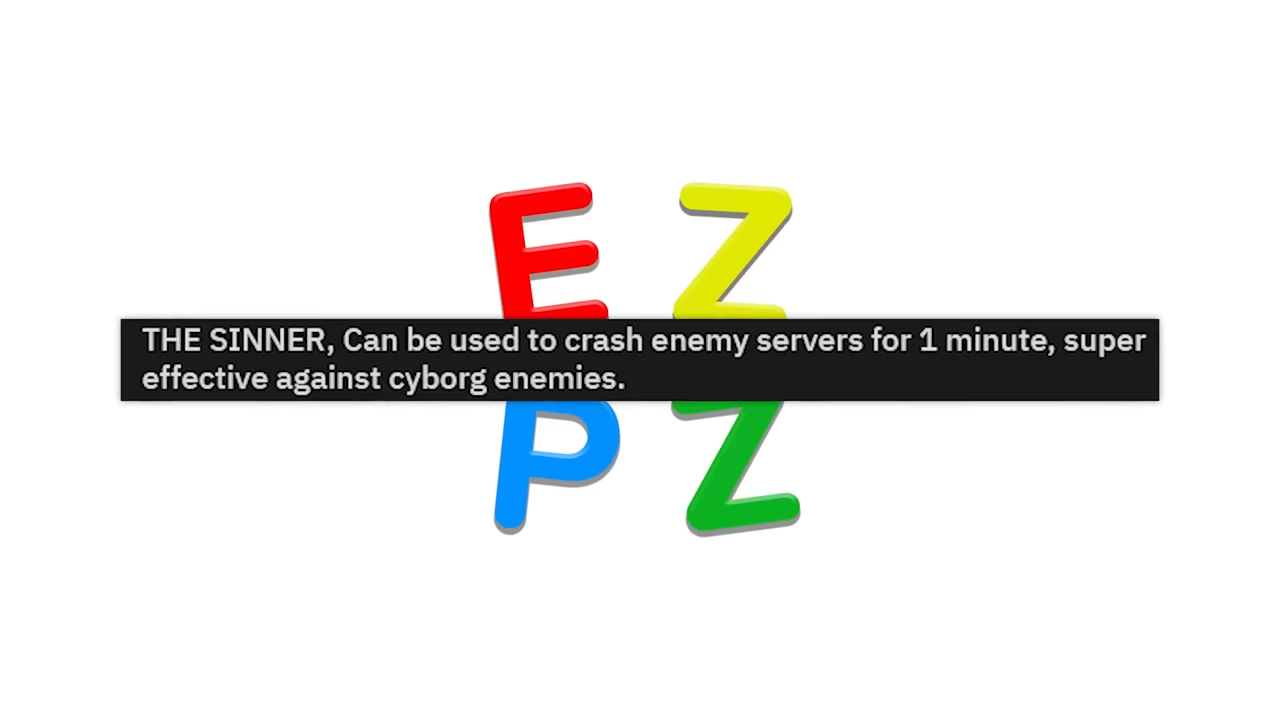 E Z
THE SINNER, Can be used to crash enemy servers for 1 minute, super
effective against cyborg enemies.
P Z